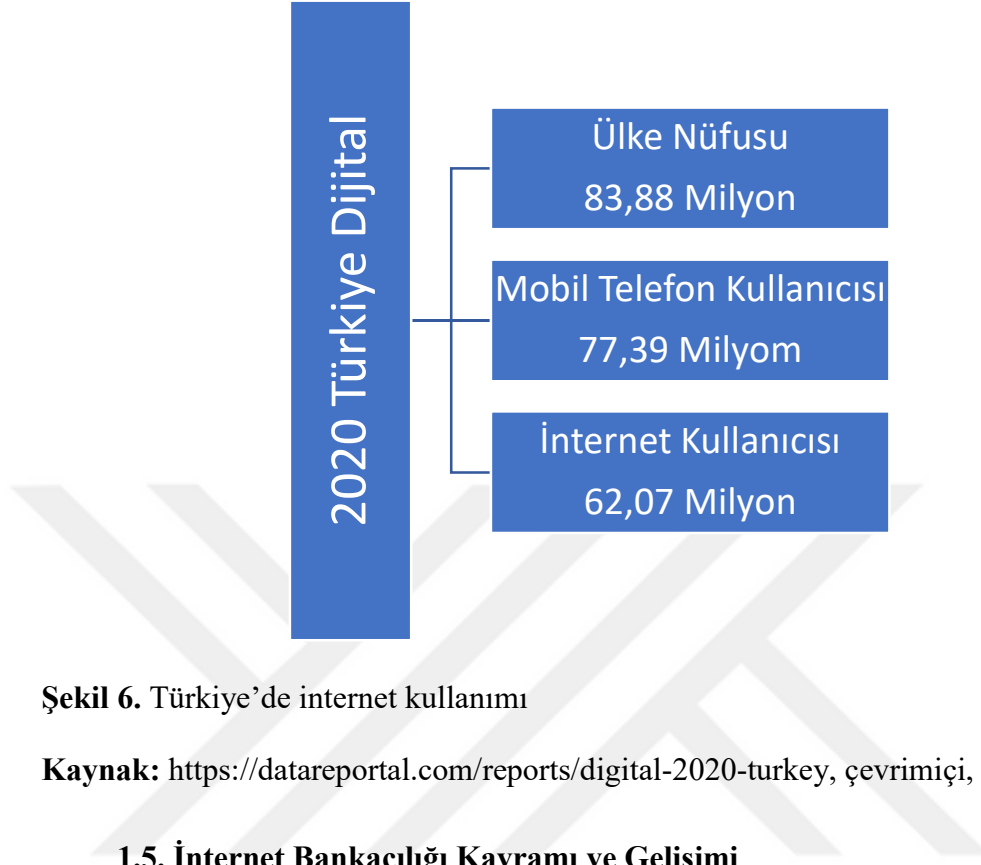 2020 Türkiye Dijital
Ülke Nüfusu
83,88 Milyon
Mobil Telefon Kullanıcısı
77,39 Milyom
İnternet Kullanıcısı
62,07 Milyon
Şekil 6. Türkiye’de internet kullanımı
Kaynak: https://datareportal.com/reports/digital-2020-turkey, çevrimiçi,
1.5. İnternet Bankacılığı Kavramı ve Gelişimi